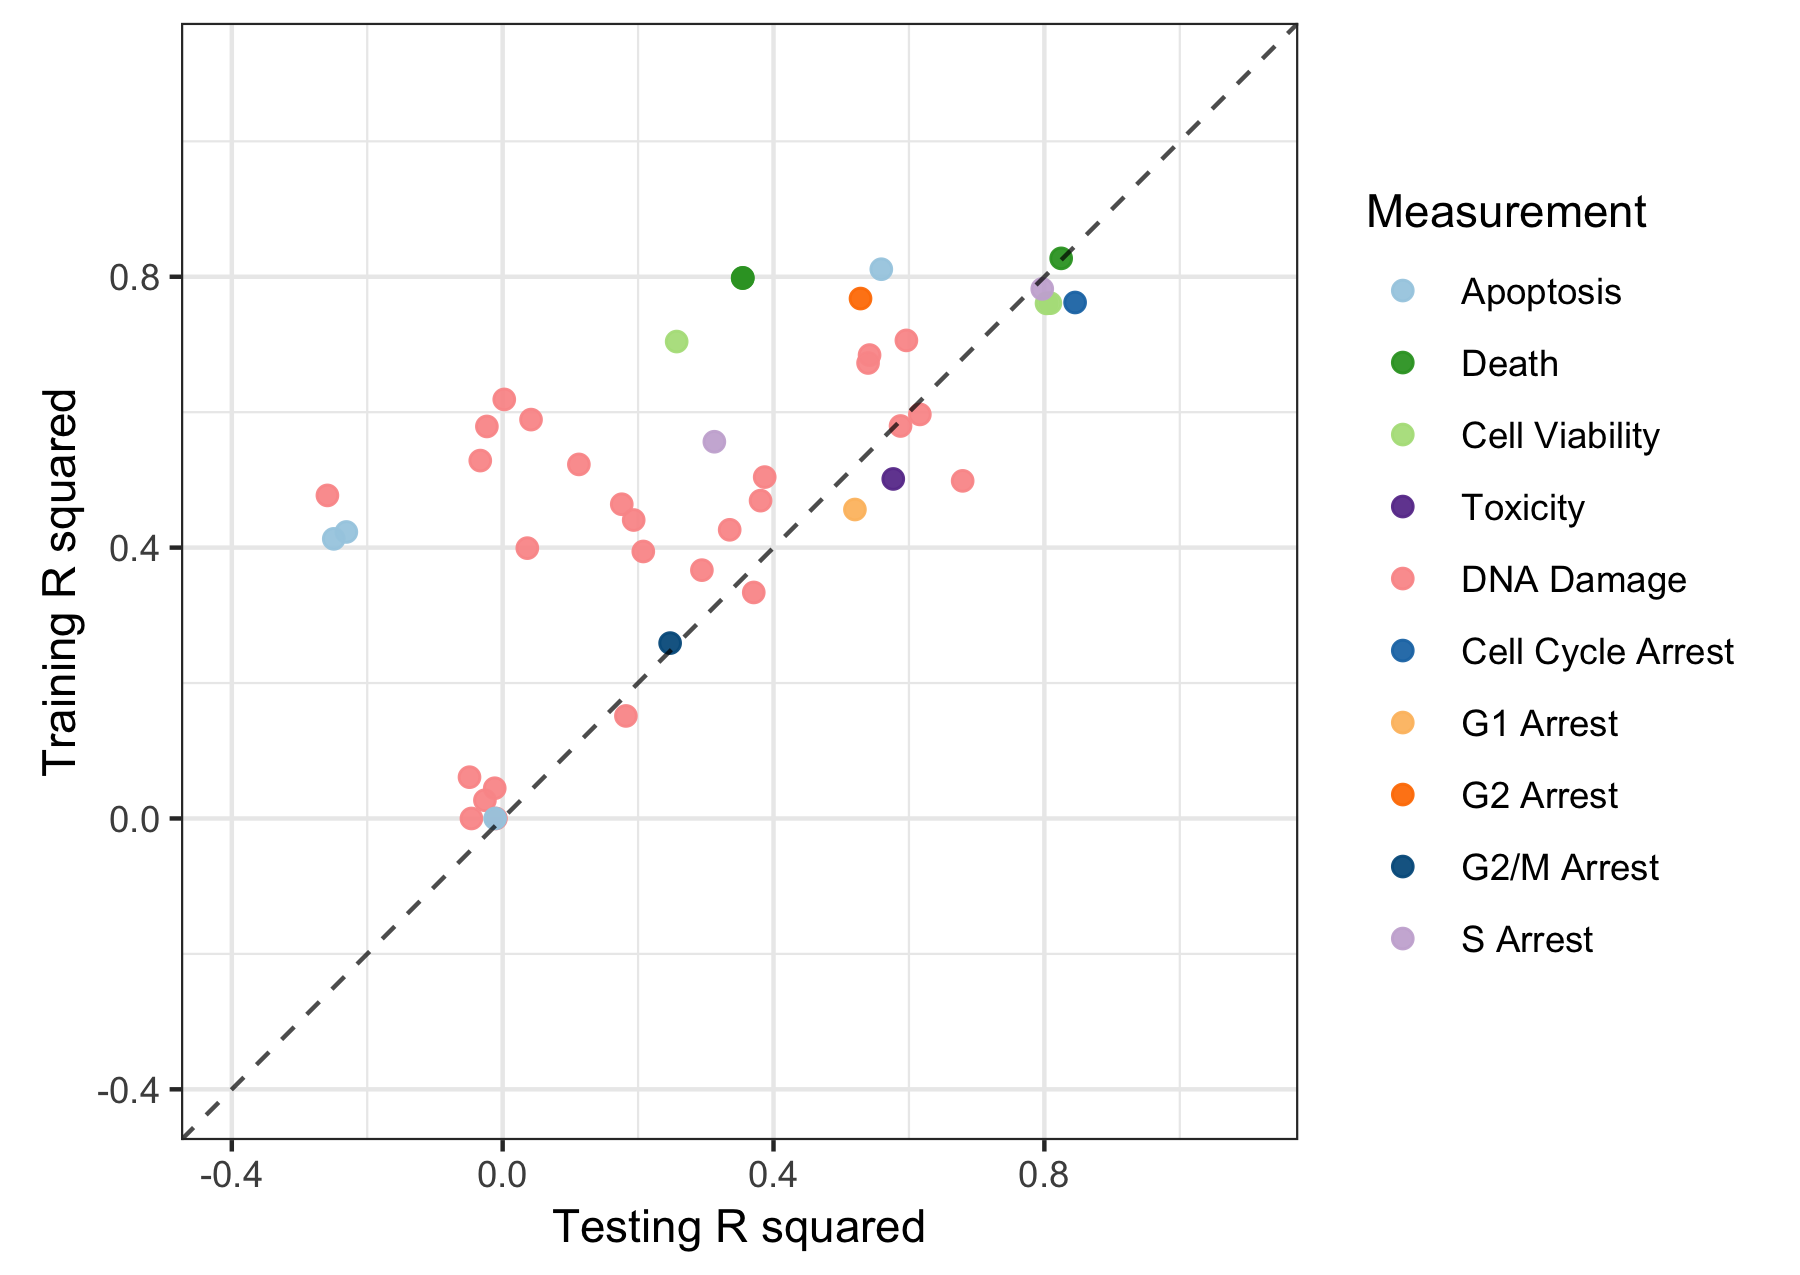 Training R squared
0.8
0.4
0.0
-0.4
-0.4
0.0
0.4
0.8
Testing R squared
Measurement
Apoptosis
Death
Cell Viability
Toxicity
DNA Damage
Cell Cycle Arrest
G1 Arrest
G2 Arrest
G2/M Arrest
S Arrest